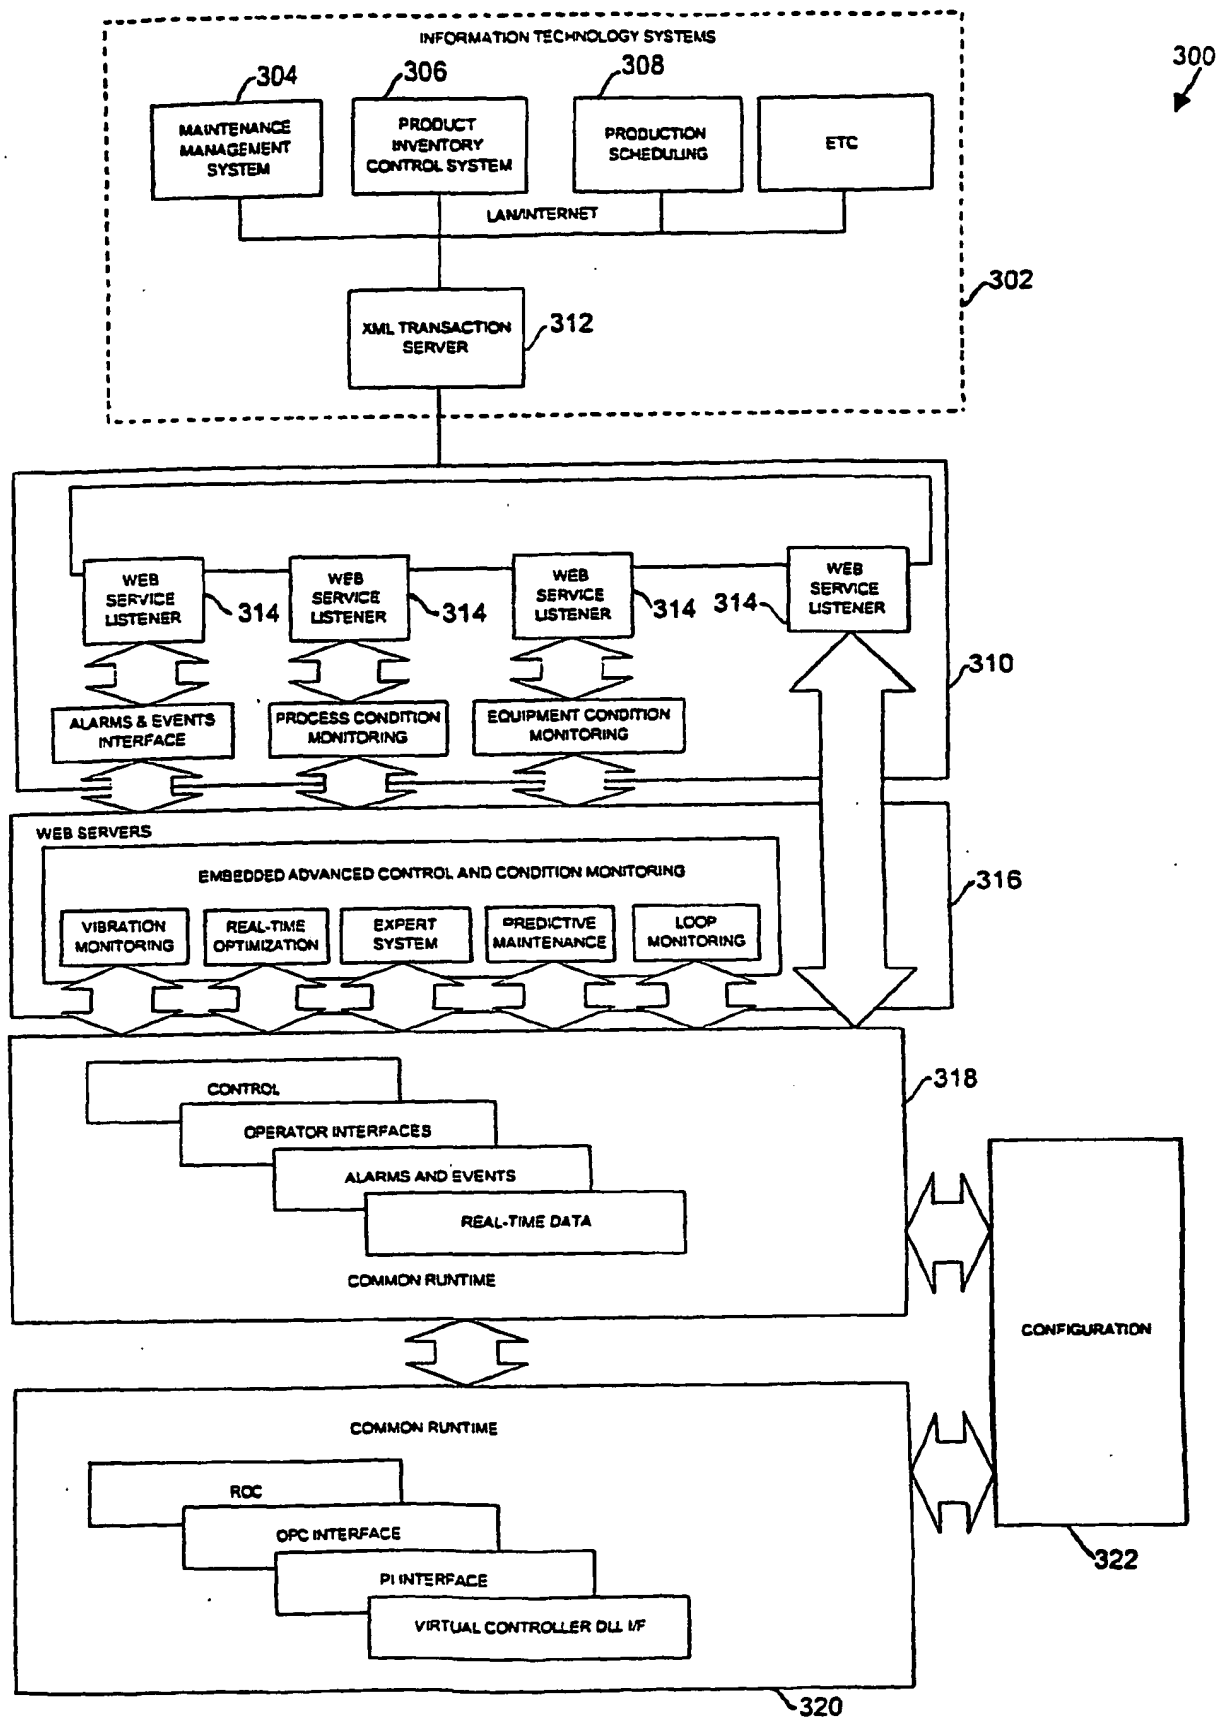 INFORMATION TECHNOLOGY SYSTEMS
300
304
306
308
MAINTENANCE
MANAGEMENT
SYSTEM
PRODUCT
INVENTORY
CONTROL SYSTEM
PRODUCTION
SCHEDULING
ETC
LAN/INTERNET
302
XML TRANSACTION
SERVER
312
WEB
SERVICE
LISTENER
314
WEB
SERVICE
LISTENER
314
WEB
SERVICE
LISTENER
314
314
WEB
SERVICE
LISTENER
310
ALARMS & EVENTS
INTERFACE
PROCESS CONDITION
MONITORING
EQUIPMENT CONDITION
MONITORING
WEB SERVERS
EMBEDDED ADVANCED CONTROL AND CONDITION MONITORING
316
VIBRATION
MONITORING
REAL-TIME
OPTIMIZATION
EXPERT
SYSTEM
PREDICTIVE
MAINTENANCE
LOOP
MONITORING
318
CONTROL
OPERATOR INTERFACES
ALARMS AND EVENTS
REAL-TIME DATA
COMMON RUNTIME
CONFIGURATION
322
COMMON RUNTIME
ROC
OPC INTERFACE
PI INTERFACE
VIRTUAL CONTROLLER DLL I/F
320